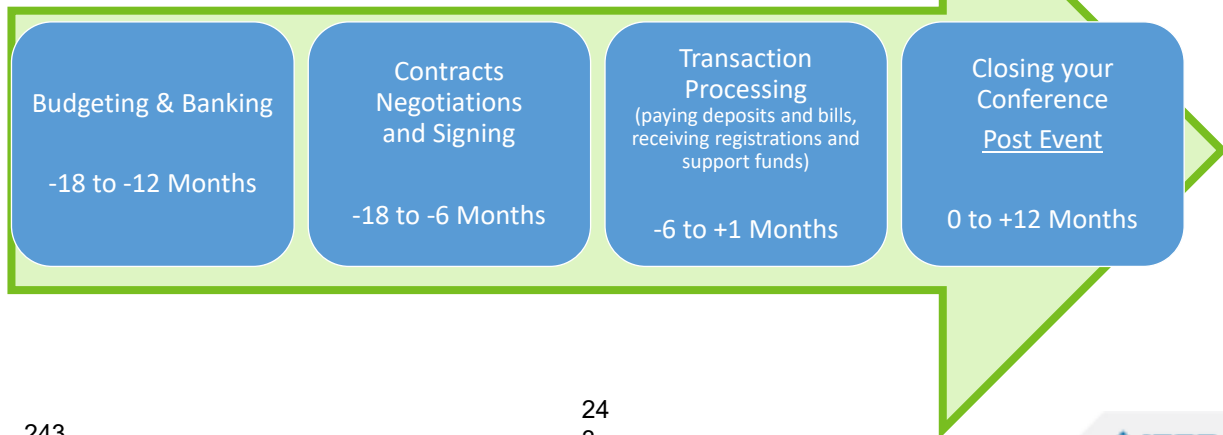 Budgeting & Banking
-18 to -12 Months
Contracts
Negotiations
and Signing
-18 to -6 Months
Transaction
Processing
(paying deposits and bills,
receiving registrations and
support funds)
-6 to +1 Months
Closing your
Conference
Post Event
0 to +12 Months
243
24